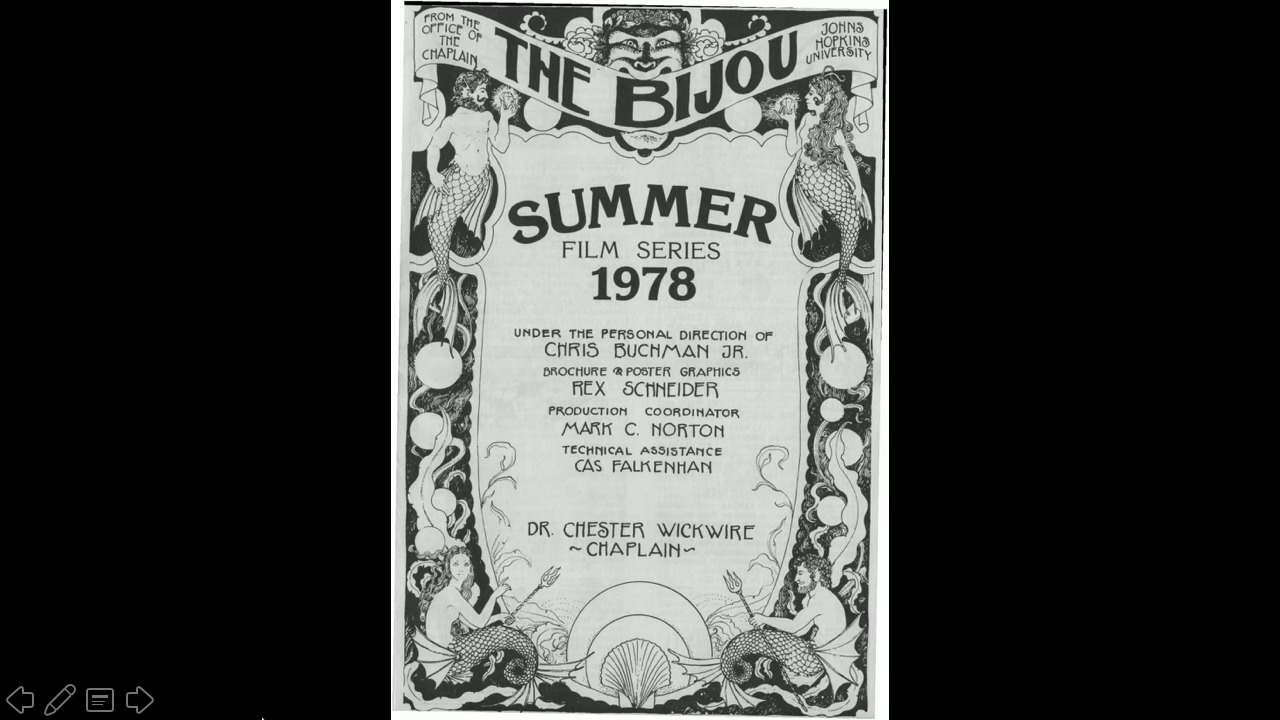 FROM THE
OFFICE OF
THE
CHAPLAIN
THE BIJOU
JOHNS
HOPKINS
UNIVERSITY
SUMMER
FILM SERIES
1978
UNDER THE PERSONAL DIRECTION OF
CHRIS BUCHMAN JR.
BROCHURE & POSTER GRAPHICS
REX SCHNEIDER
PRODUCTION COORDINATOR
MARK C. NORTON
TECHNICAL ASSISTANCE
CAS FALKENHAN
DR. CHESTER WICKWIRE
~CHAPLAIN~